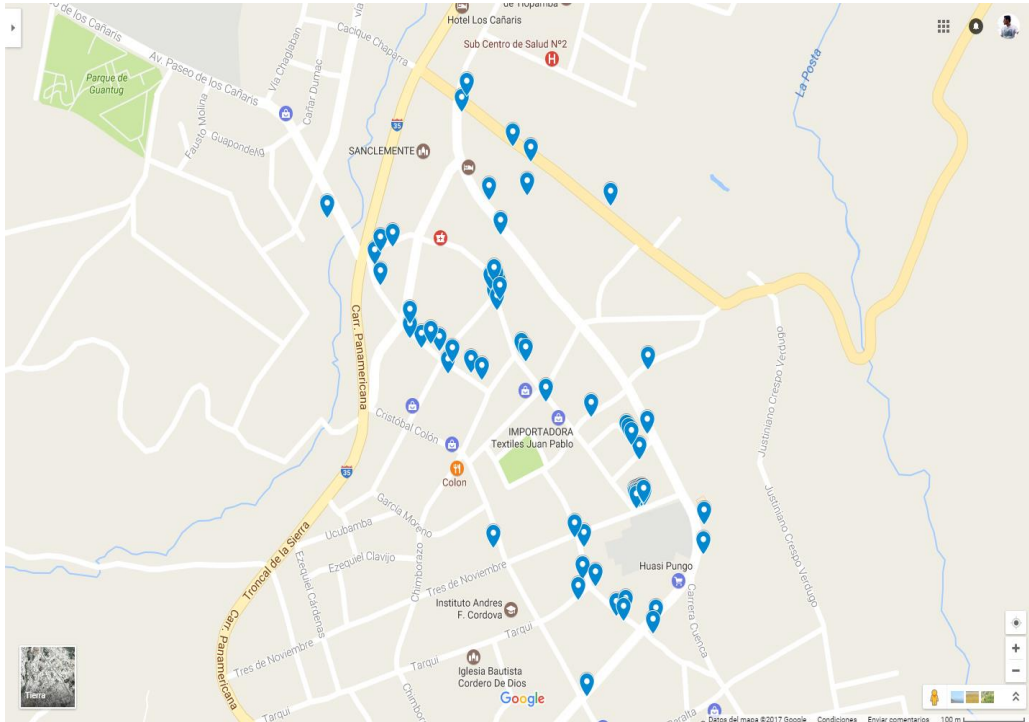 de Tiopamba
Hotel Los Cañaris
Cacique Chaparra
Sub Centro de Salud Nº2
Vía Chaglaban
Av. Paseo de los Cañaris
Cañar Dumac
La Posta
Parque de
Guantug
Fausto Molina
Guapondelig
35
SANCLEMENTE
Carr. Panamericana
Justiniano Crespo Verdugo
Cristóbal Colón
IMPORTADORA
Textiles Juan Pablo
35
Colon
Justiniano Crespo Verdugo
García Moreno
Ucubamba
Troncal de la Sierra
Ezequiel Clavijo
Ezequiel Cárdenas
Chimborazo
Tres de Noviembre
Huasi Pungo
Carrera Cuenca
Instituto Andres
F. Cordova
Tarqui
Carr. Panamericana
Tres de Noviembre
Tarqui
Iglesia Bautista
Cordero De Dios
Chimb
Tierra
Google
Tarqui
Datos del mapa ©2017 Google Condiciones Enviar comentarios 100 m